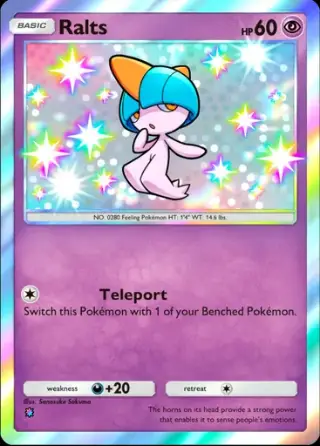 BASIC Ralts HP 60
NO. 0280 Feeling Pokémon HT: 1'4" WT: 14.6 lbs.
Teleport
Switch this Pokémon with 1 of your Benched Pokémon.
weakness +20 retreat
Illus. Sanosuke Sakuma
The horns on its head provide a strong power
that enables it to sense people's emotions.